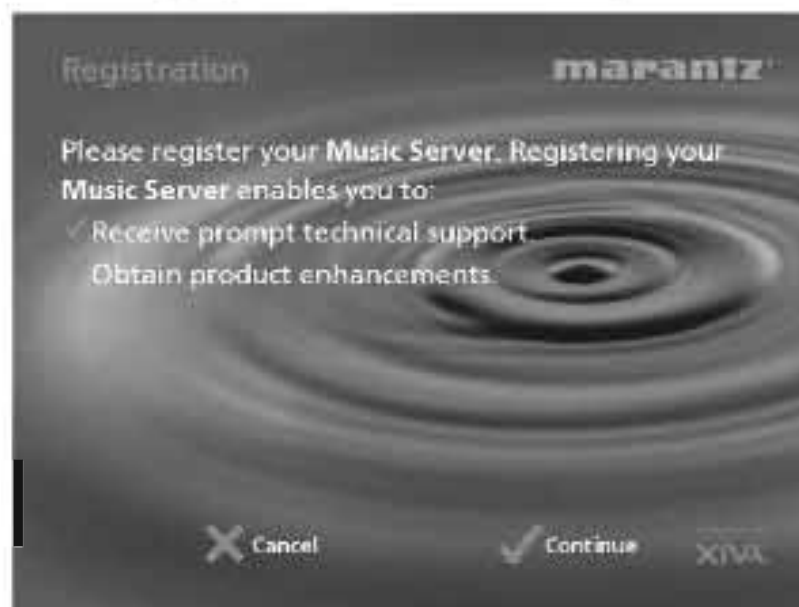 Registration
marantz
Please register your Music Server. Registering your
Music Server enables you to:
Receive prompt technical support.
Obtain product enhancements.
Cancel
Continue
XIVA